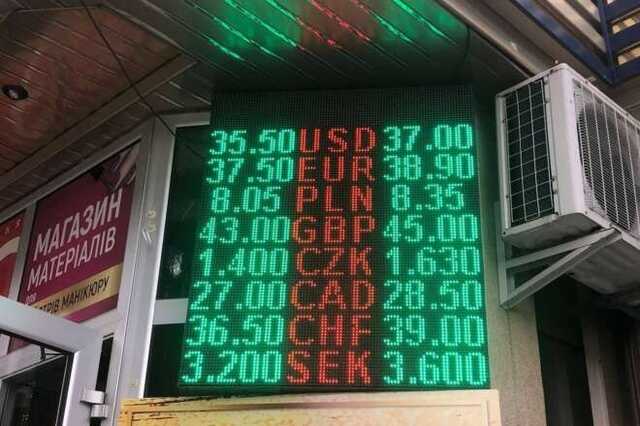 35.50 USD 37.00
37.50 EUR 38.90
8.05 PLN 8.35
43.00 GBP 45.00
1.400 CZK 1.630
27.00 CAD 28.50
36.50 CHF 39.00
3.200 SEK 3.600
МАГАЗИН
МАТЕРІАЛІВ
ДЛЯ
МАНІКЮРУ